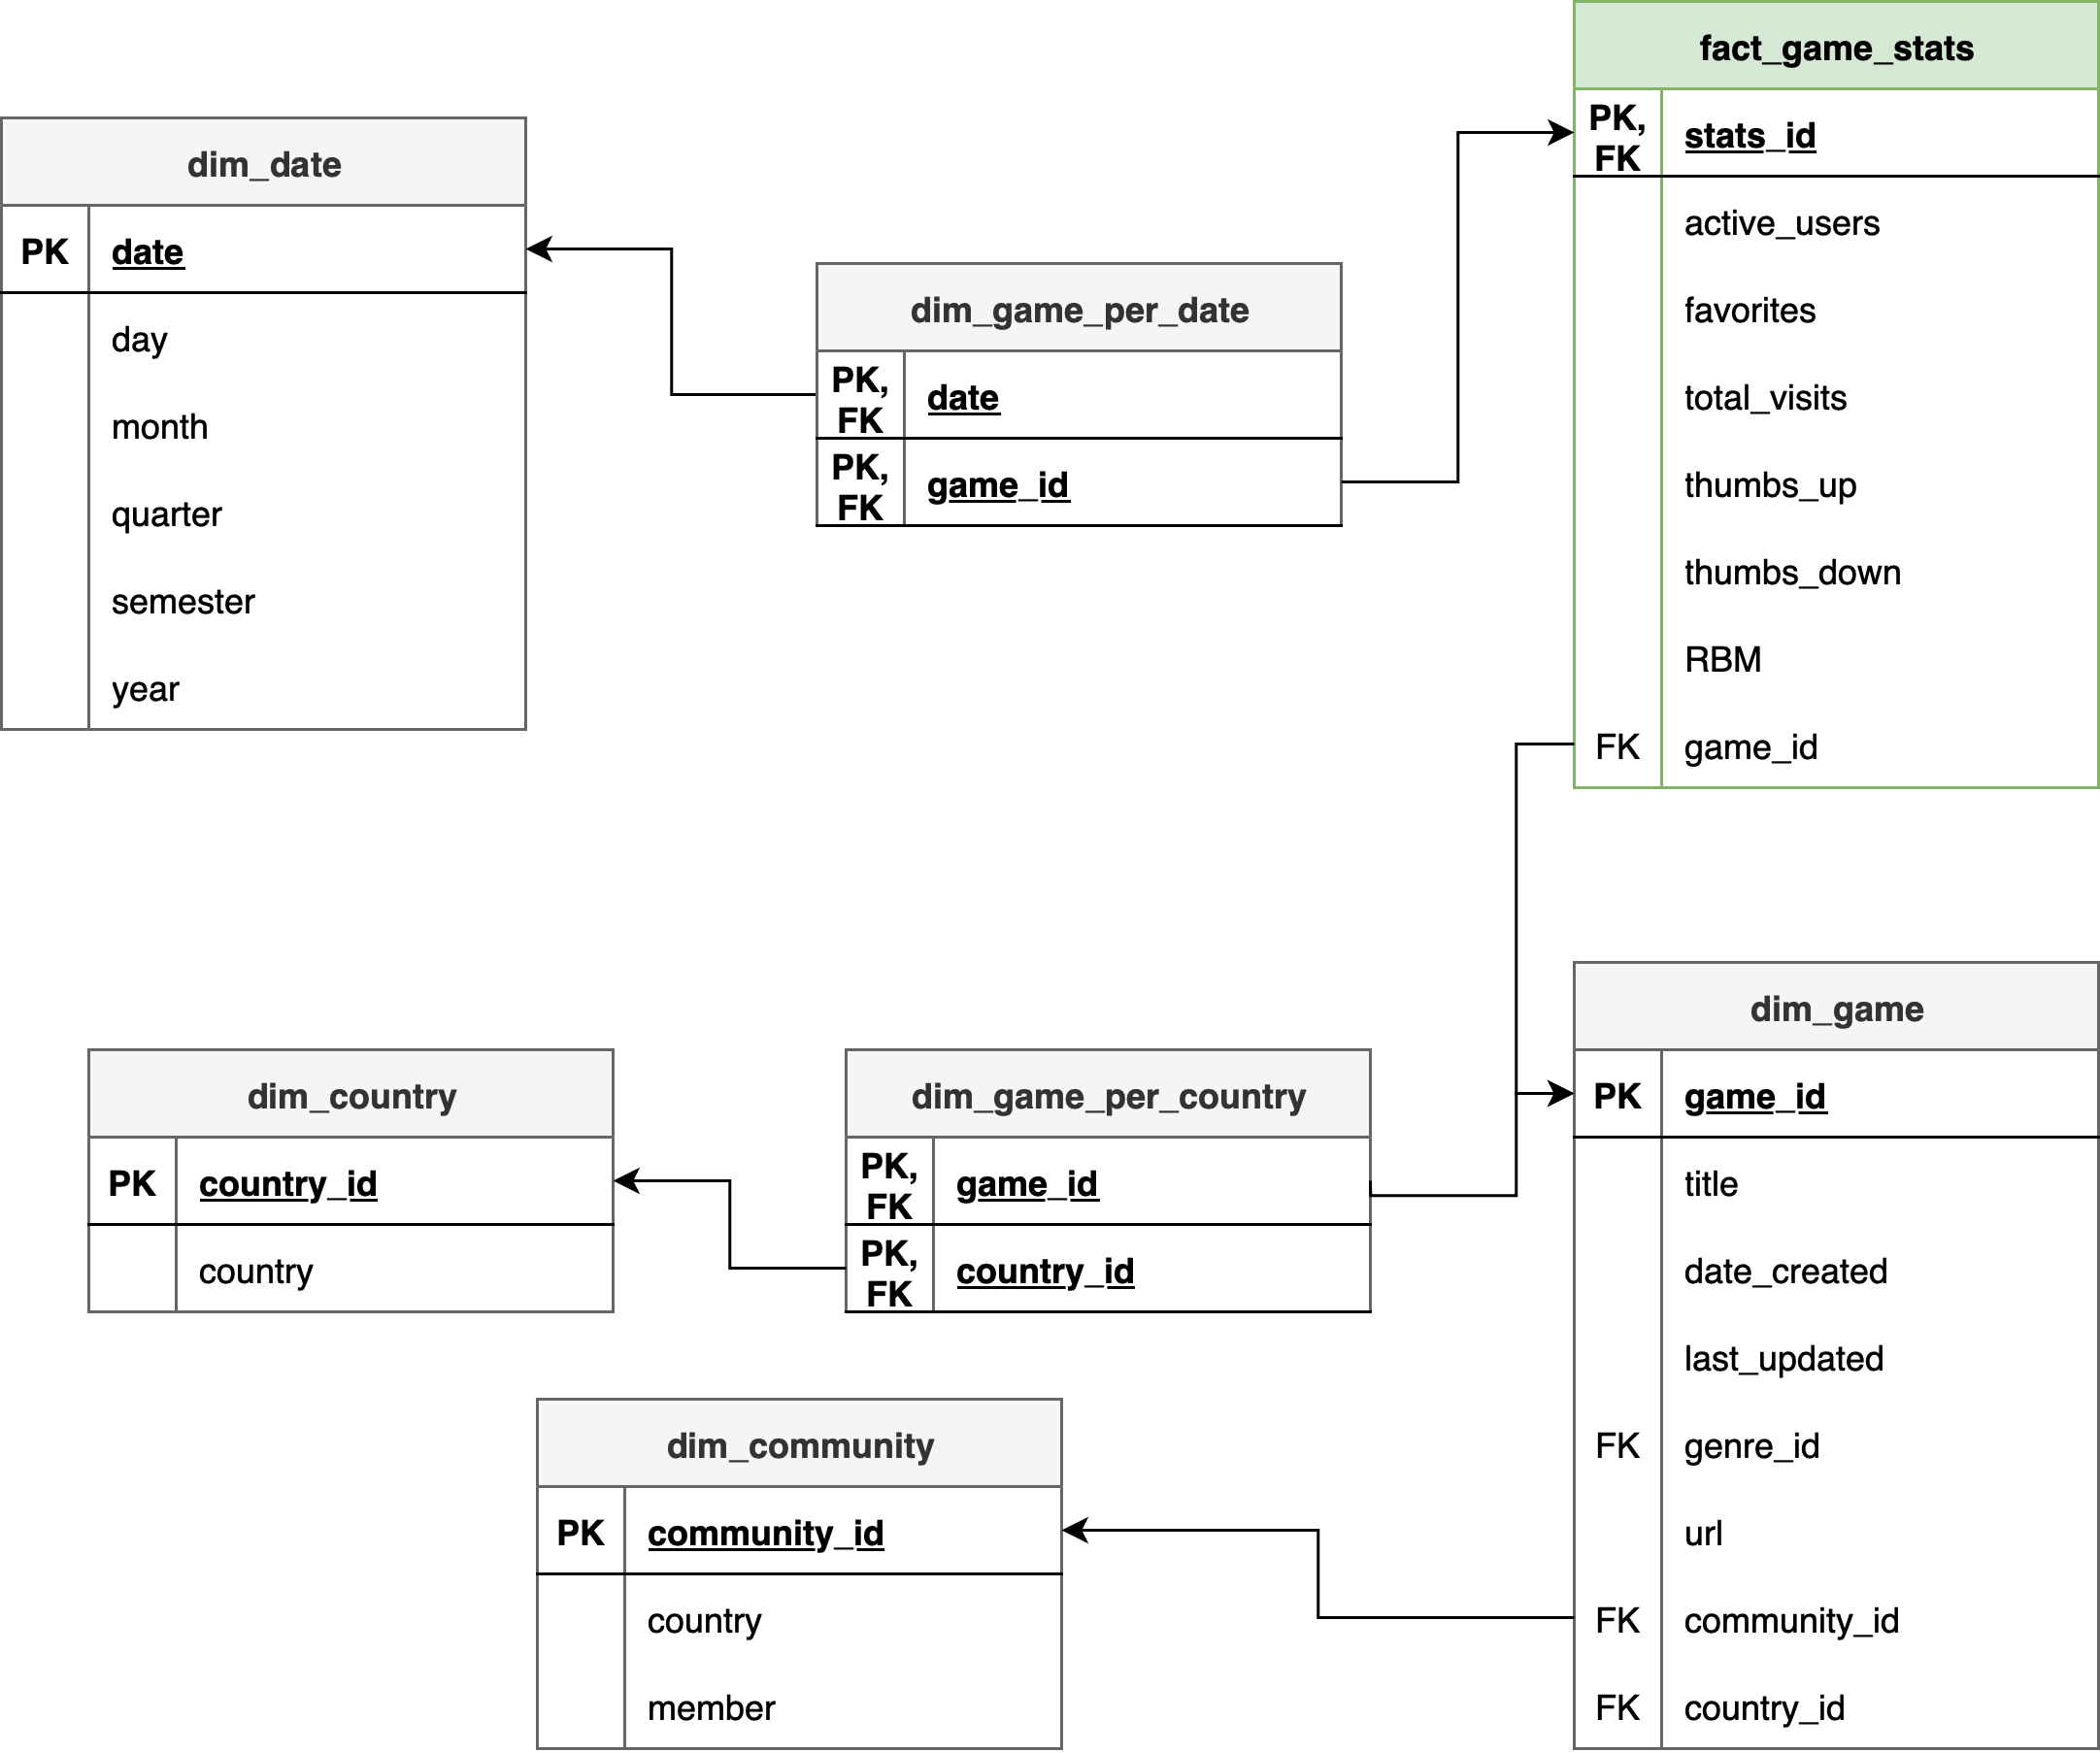 fact_game_stats
PK,
FK
stats_id
active_users
favorites
total_visits
thumbs_up
thumbs_down
RBM
FK game_id
dim_date
PK date
day
month
quarter
semester
year
dim_game_per_date
PK,
FK
date
PK,
FK
game_id
dim_game
PK game_id
title
date_created
last_updated
FK genre_id
url
FK community_id
FK country_id
dim_country
PK country_id
country
dim_game_per_country
PK,
FK
game_id
PK,
FK
country_id
dim_community
PK community_id
country
member